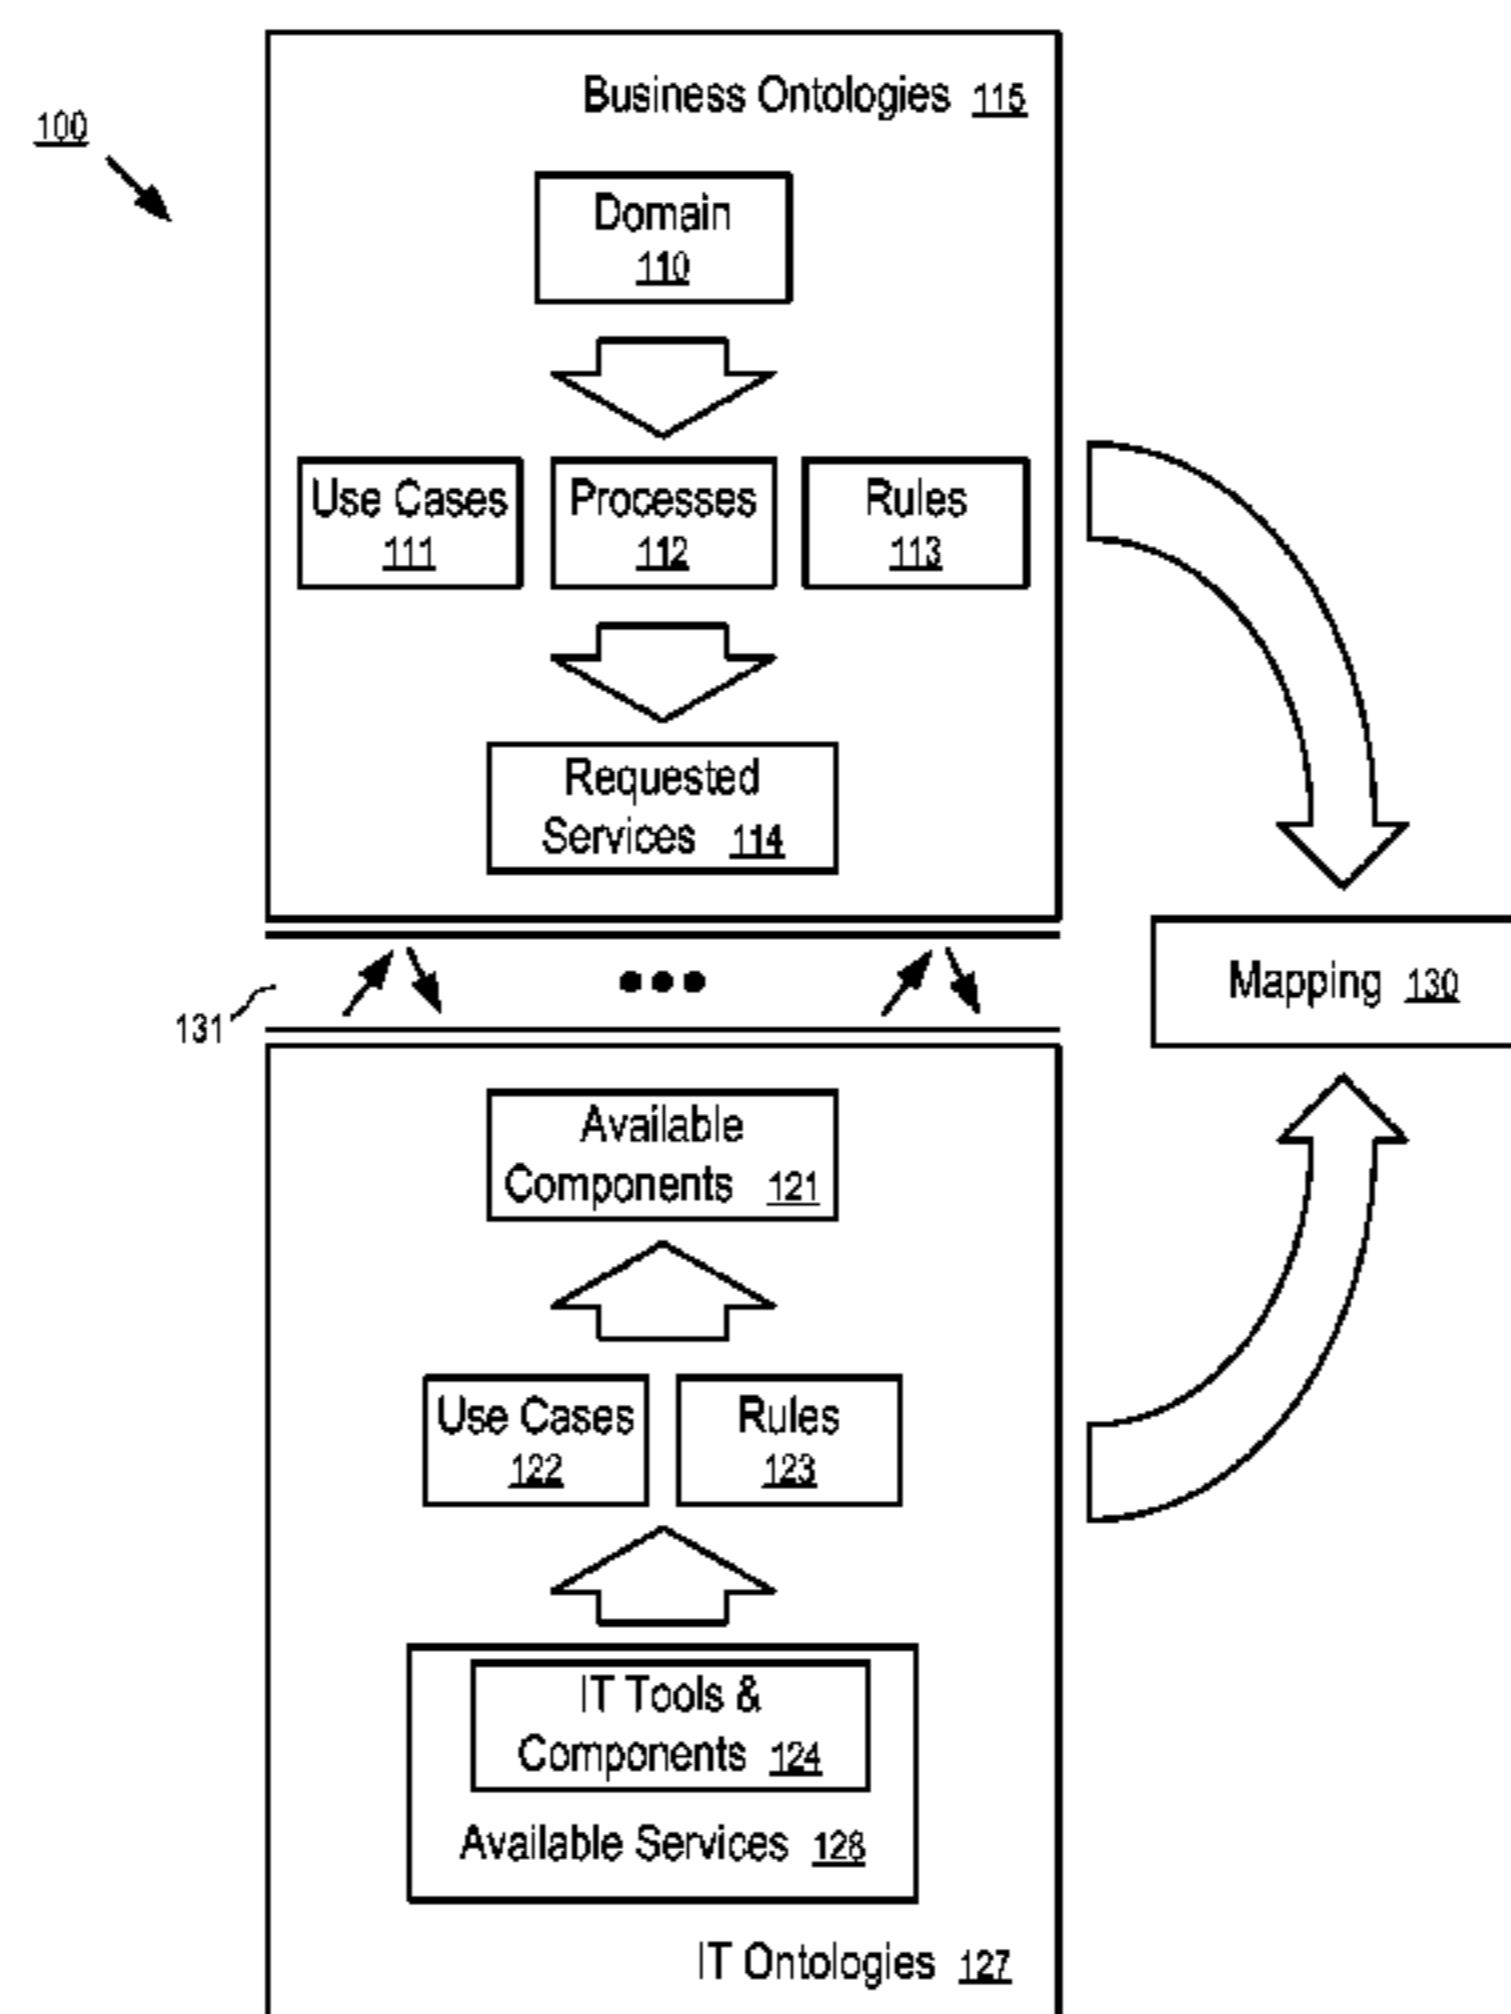 100
Business Ontologies 115
Domain
110
Use Cases
111
Processes
112
Rules
113
Requested
Services 114
131
Mapping 130
Available
Components 121
Use Cases
122
Rules
123
IT Tools &
Components 124
Available Services 128
IT Ontologies 127